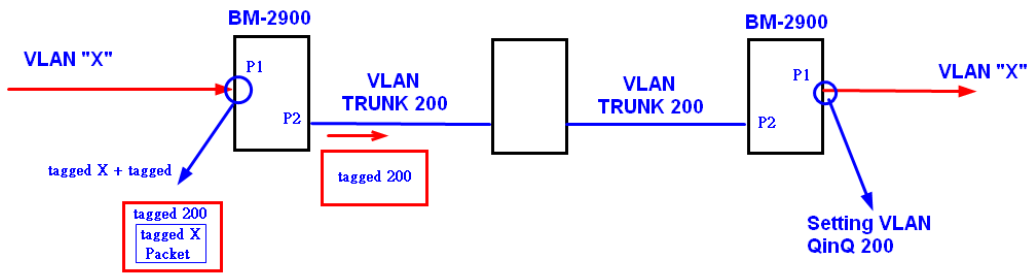 BM-2900
BM-2900
VLAN "X"
P1
VLAN
TRUNK 200
VLAN
TRUNK 200
P1
VLAN "X"
P2
P2
tagged X + tagged
tagged 200
tagged 200
tagged X
Packet
Setting VLAN
QinQ 200